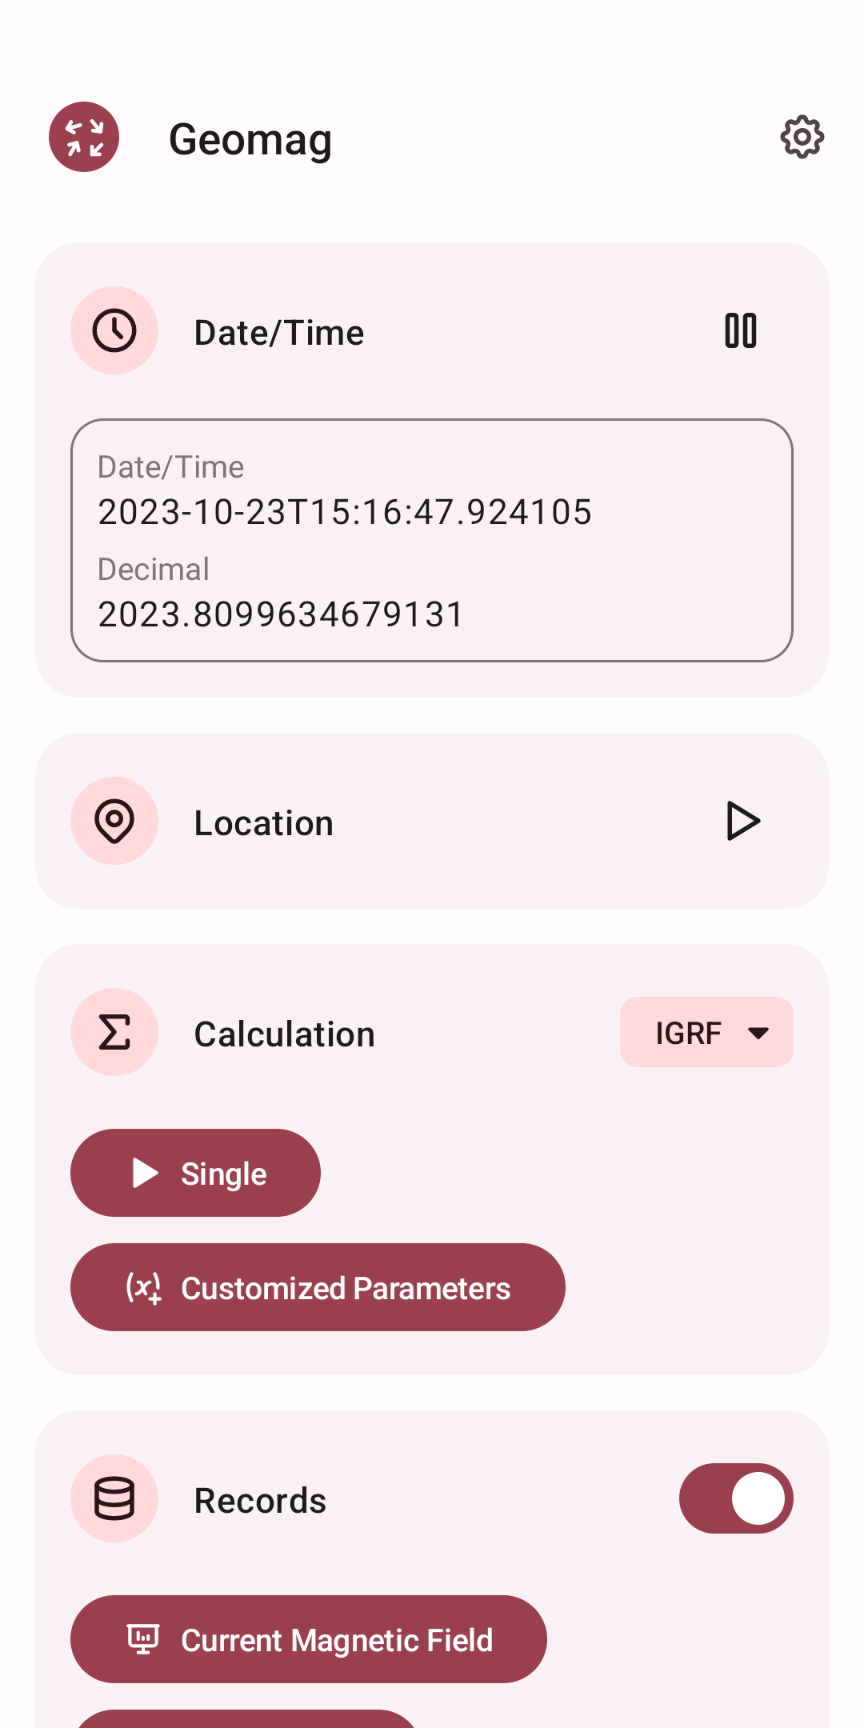 Geomag
Date/Time
Date/Time
2023-10-23T15:16:47.924105
Decimal
2023.8099634679131
Location
Calculation
IGRF
Single
Customized Parameters
Records
Current Magnetic Field